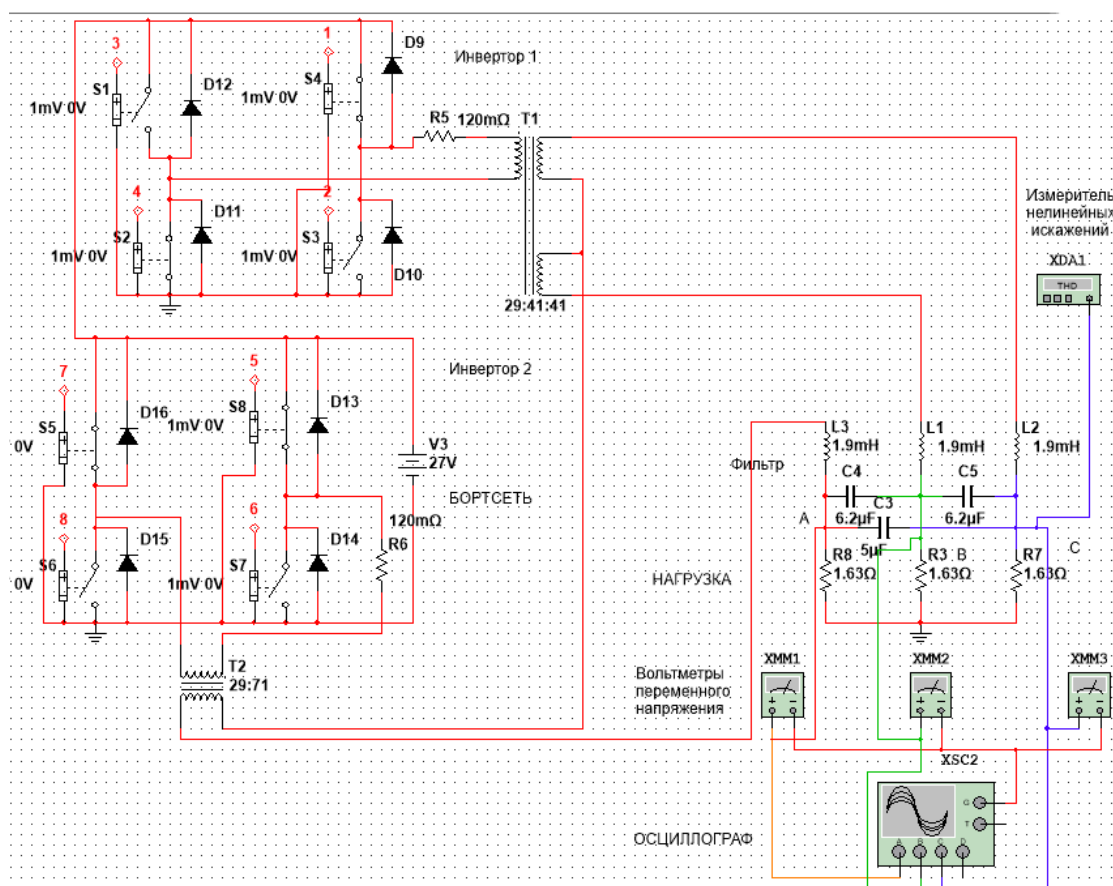 3
1
D9
Инвертор 1
S1
D12
S4
1mV 0V
1mV 0V
R5
120mΩ
T1
4
2
S2
D11
S3
1mV 0V
1mV 0V
D10
29:41:41
Измеритель
нелинейных
искажений
XDA1
THD
7
5
Инвертор 2
S5
D16
S8
D13
0V
1mV 0V
V3
27V
БОРТСЕТЬ
8
6
120mΩ
R6
S6
D15
S7
D14
0V
1mV 0V
T2
29:71
L3
L1
L2
1.9mH
1.9mH
1.9mH
Фильтр
C4
C5
6.2µF
C3
6.2µF
5µF
A
B
C
R8
R3
R7
1.63Ω
1.63Ω
1.63Ω
НАГРУЗКА
XMM1
XMM2
XMM3
Вольтметры
переменного
напряжения
XSC2
G
T
A
B
C
D
ОСЦИЛЛОГРАФ